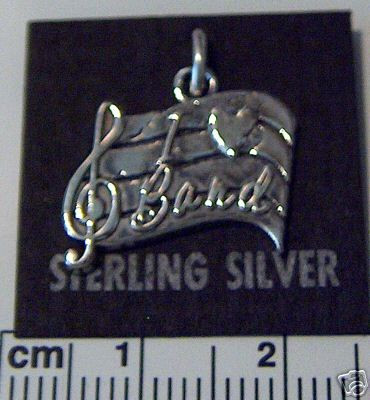 I
Band
STERLING SILVER
cm 1 2